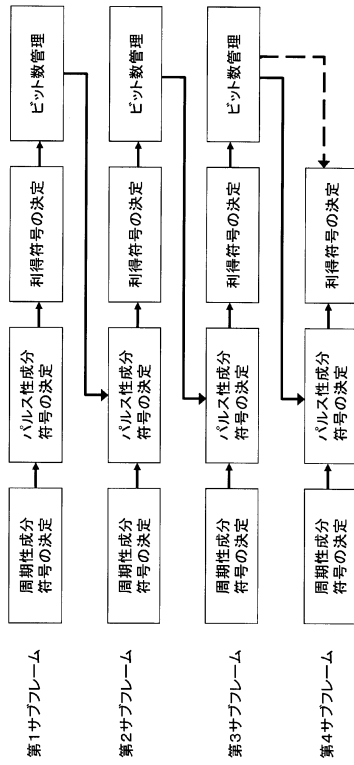 第1サブフレーム
周期性成分
符号の決定
パルス性成分
符号の決定
利得符号の決定
ビット数管理
第2サブフレーム
周期性成分
符号の決定
パルス性成分
符号の決定
利得符号の決定
ビット数管理
第3サブフレーム
周期性成分
符号の決定
パルス性成分
符号の決定
利得符号の決定
ビット数管理
第4サブフレーム
周期性成分
符号の決定
パルス性成分
符号の決定
利得符号の決定